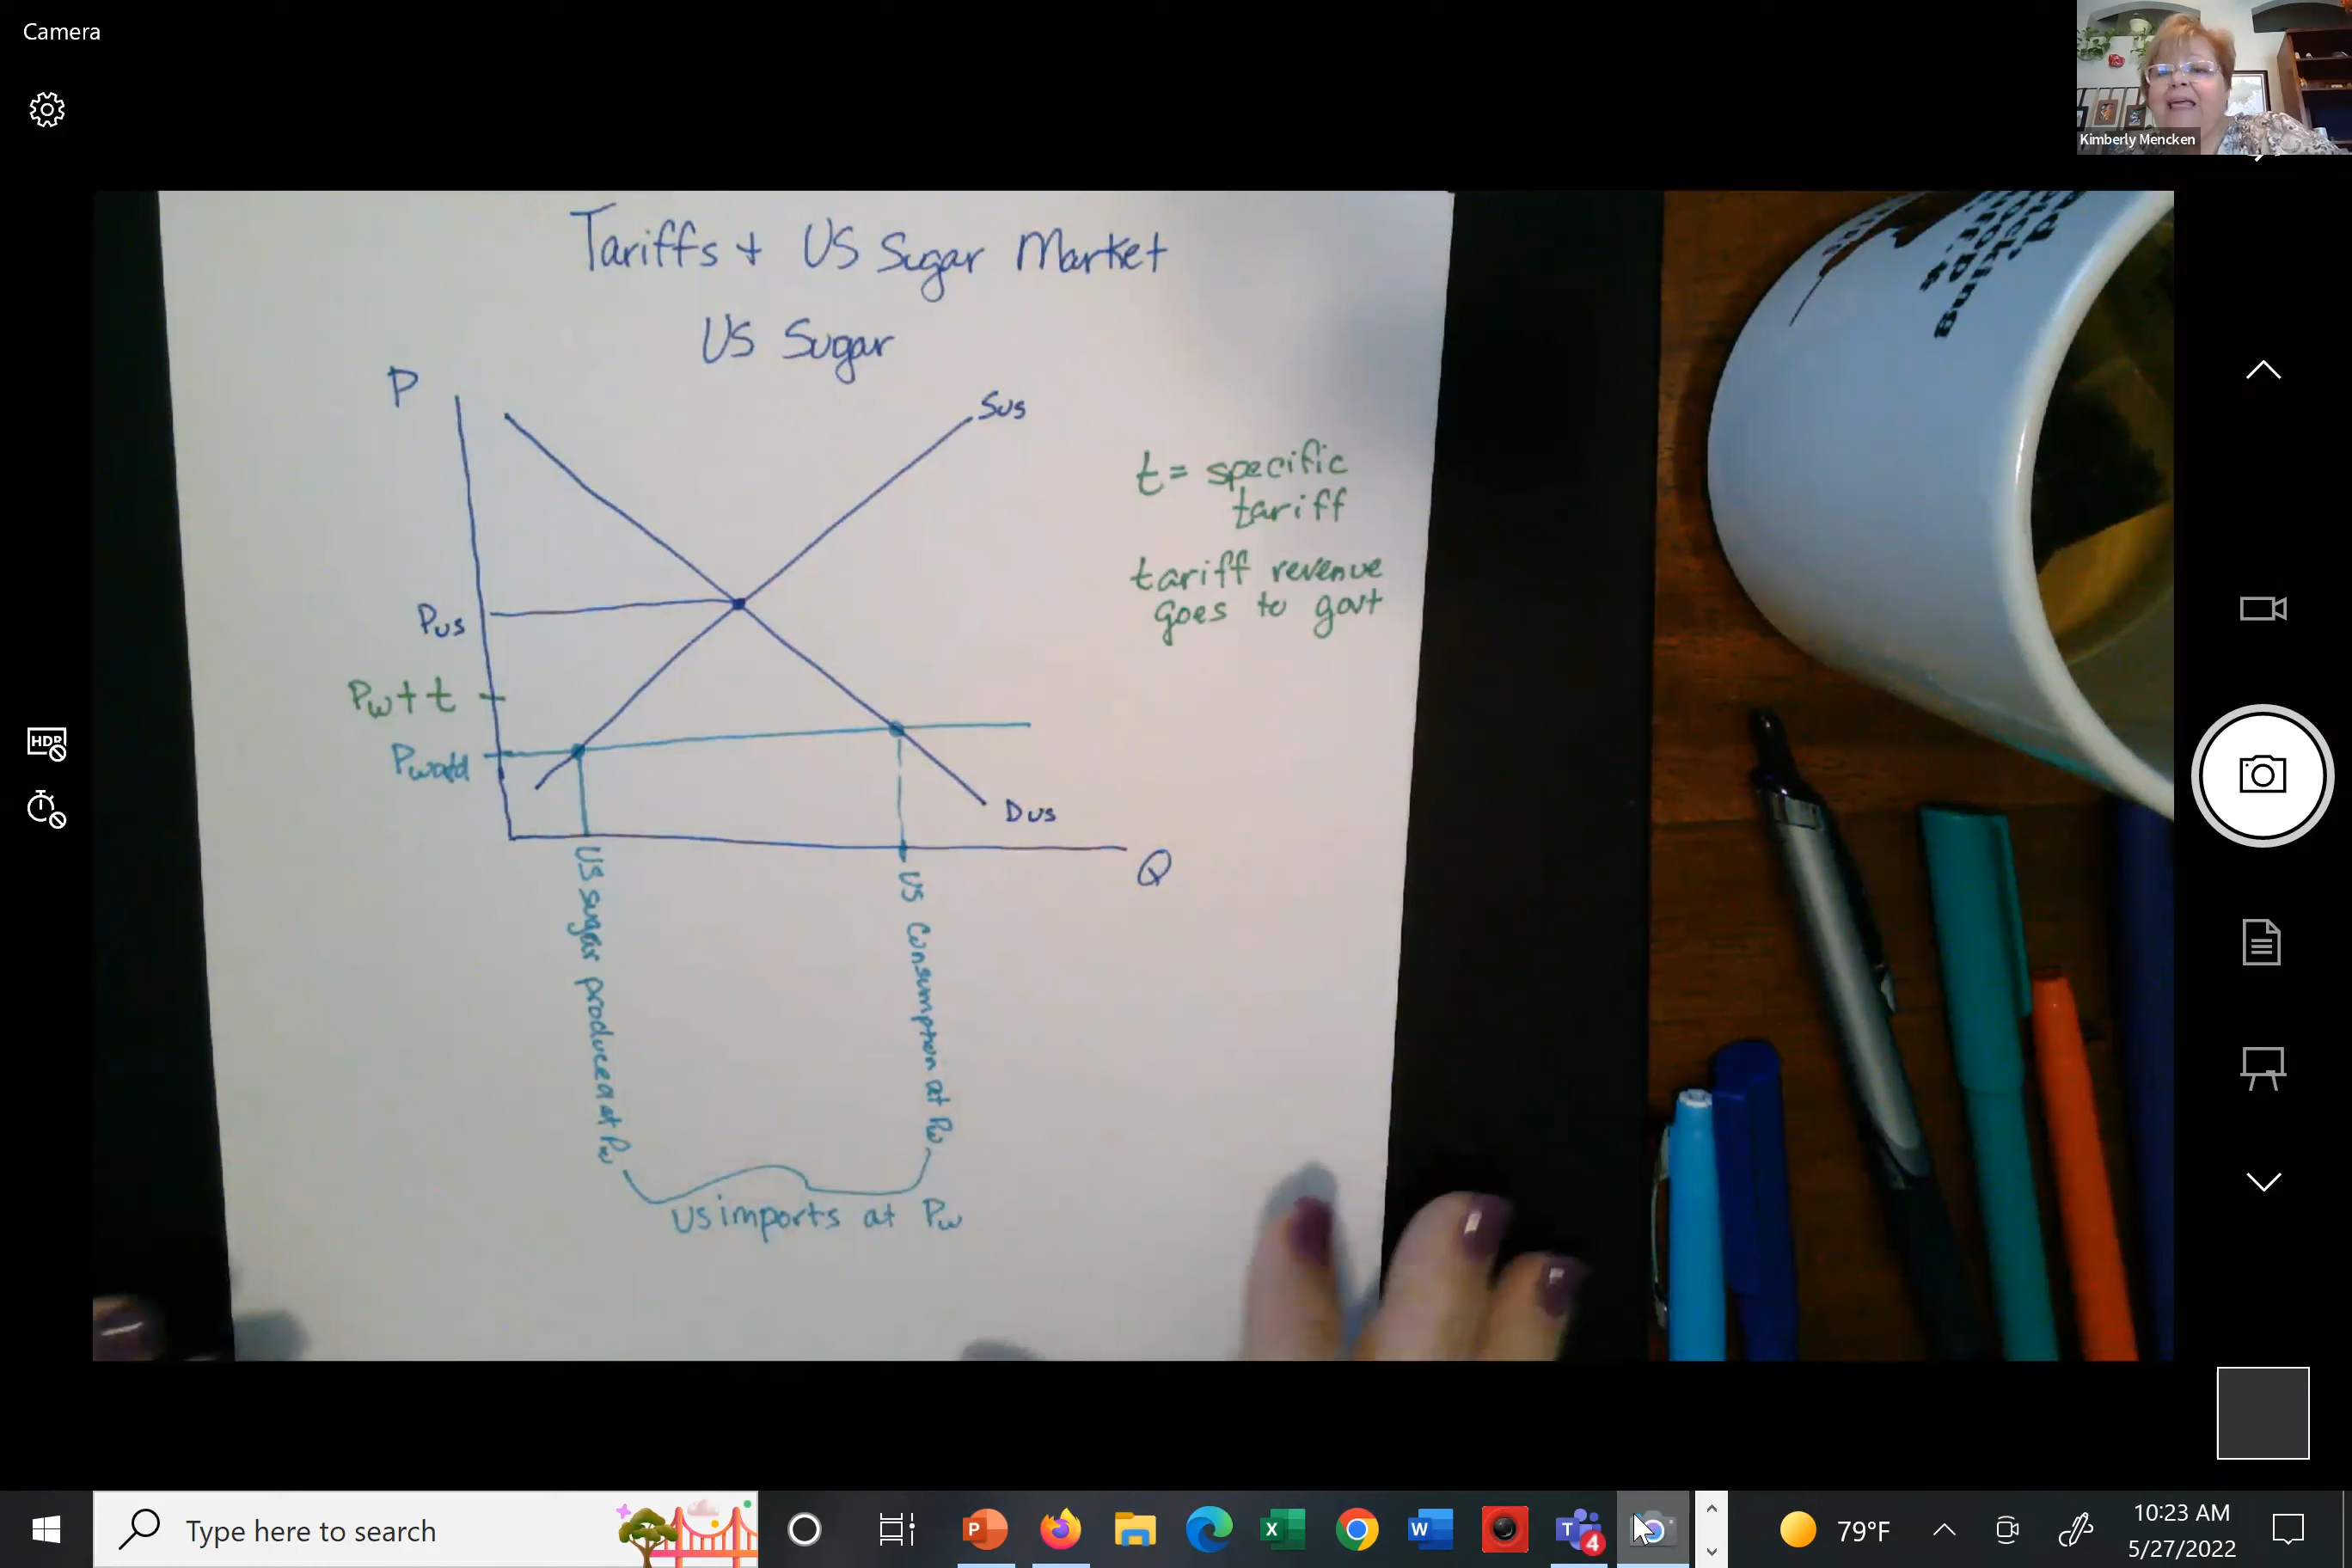 Camera
Kimberly Mencken
Tariffs + US Sugar Market
US Sugar
P
Sus
t = specific
tariff
tariff revenue
goes to govt
Pus
Pw + t
Pworld
Dus
Q
US sugar producers at Pw
US Consumption at Pw
US imports at Pw
Type here to search
79°F
10:23 AM
5/27/2022
4